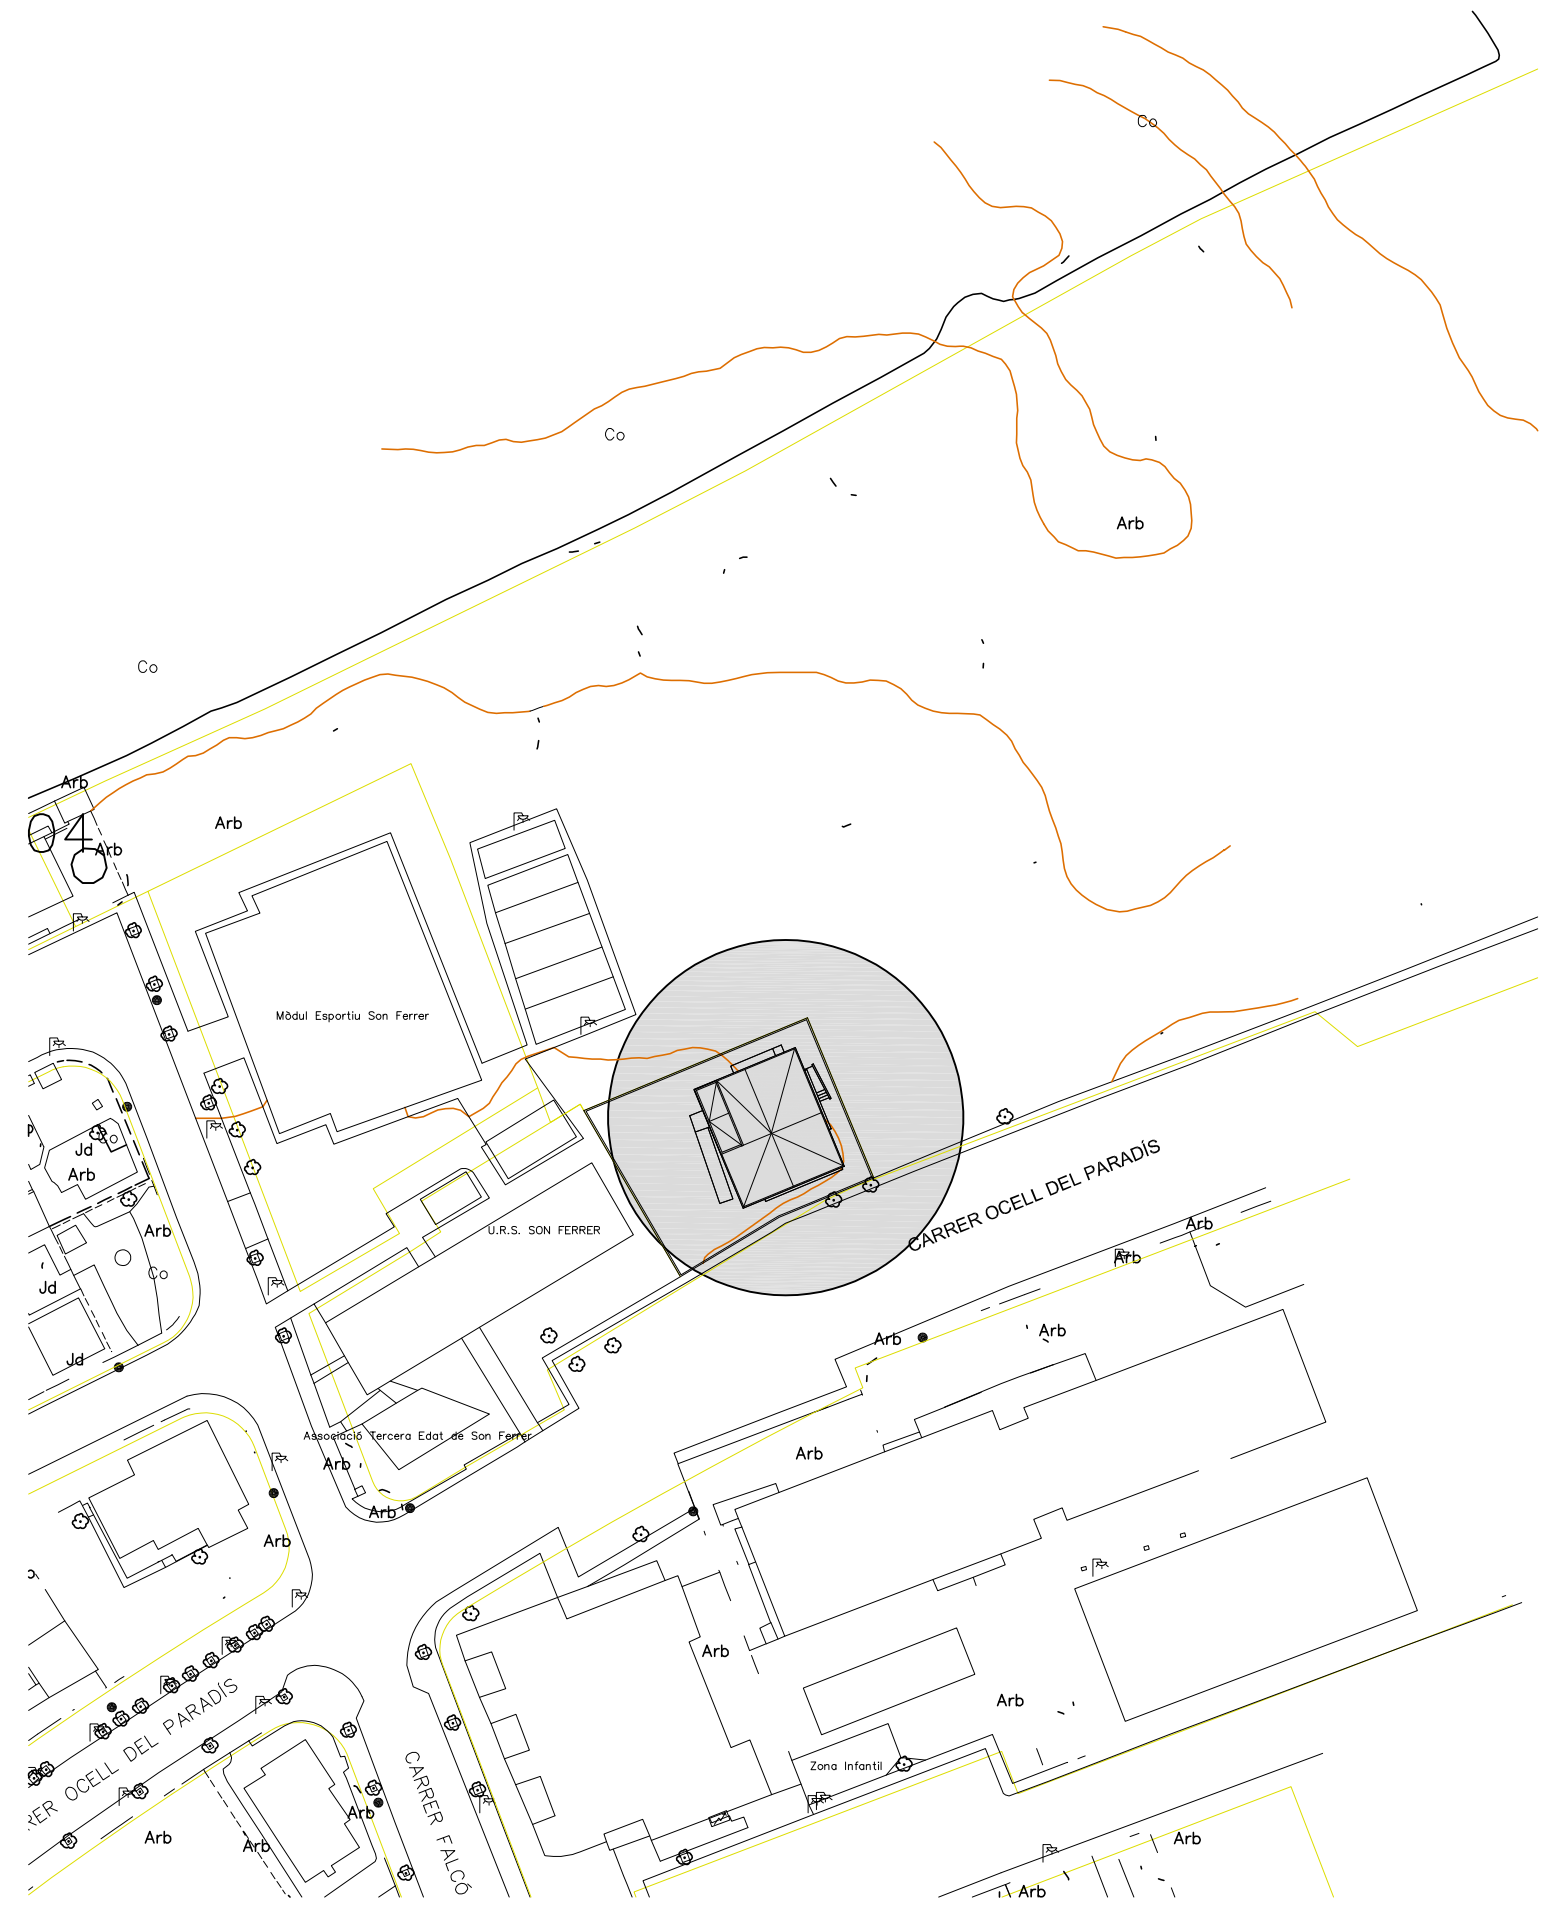 Co
Co
Arb
Co
Arb
Arb
04
Arb
Mòdul Esportiu Son Ferrer
Jd
Arb
CARRER OCELL DEL PARADÍS
Arb
Arb
U.R.S. SON FERRER
Arb
Co
Jd
Arb
Arb
Jd
Associació Tercera Edat de Son Ferrer
Arb
Arb
Arb
Arb
Arb
Arb
RER OCELL DEL PARADÍS
Zona Infantil
CARRER FALCÓ
Arb
Arb
Arb
Arb
Arb